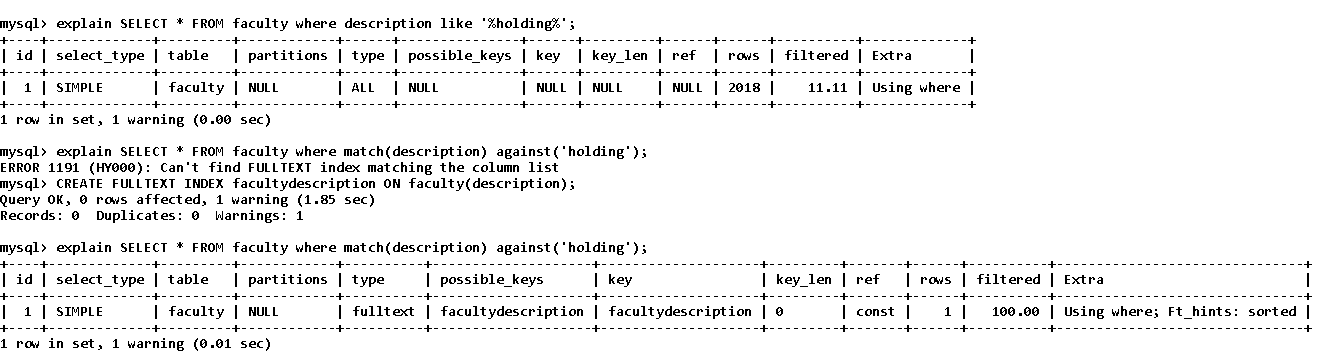 mysql> explain SELECT * FROM faculty where description like '%holding%';
+----+-------------+---------+------------+------+---------------+------+---------+------+------+----------+-------------+
| id | select_type | table   | partitions | type | possible_keys | key  | key_len | ref  | rows | filtered | Extra       |
+----+-------------+---------+------------+------+---------------+------+---------+------+------+----------+-------------+
|  1 | SIMPLE      | faculty | NULL       | ALL  | NULL          | NULL | NULL    | NULL | 2018 |    11.11 | Using where |
+----+-------------+---------+------------+------+---------------+------+---------+------+------+----------+-------------+
1 row in set, 1 warning (0.00 sec)
mysql> explain SELECT * FROM faculty where match(description) against('holding');
ERROR 1191 (HY000): Can't find FULLTEXT index matching the column list
mysql> CREATE FULLTEXT INDEX facultydescription ON faculty(description);
Query OK, 0 rows affected, 1 warning (1.85 sec)
Records: 0  Duplicates: 0  Warnings: 1
mysql> explain SELECT * FROM faculty where match(description) against('holding');
+----+-------------+---------+------------+----------+--------------------+--------------------+---------+-------+------+----------+-------------------------------+
| id | select_type | table   | partitions | type     | possible_keys      | key                | key_len | ref   | rows | filtered | Extra                         |
+----+-------------+---------+------------+----------+--------------------+--------------------+---------+-------+------+----------+-------------------------------+
|  1 | SIMPLE      | faculty | NULL       | fulltext | facultydescription | facultydescription | 0       | const |    1 |   100.00 | Using where; Ft_hints: sorted |
+----+-------------+---------+------------+----------+--------------------+--------------------+---------+-------+------+----------+-------------------------------+
1 row in set, 1 warning (0.01 sec)